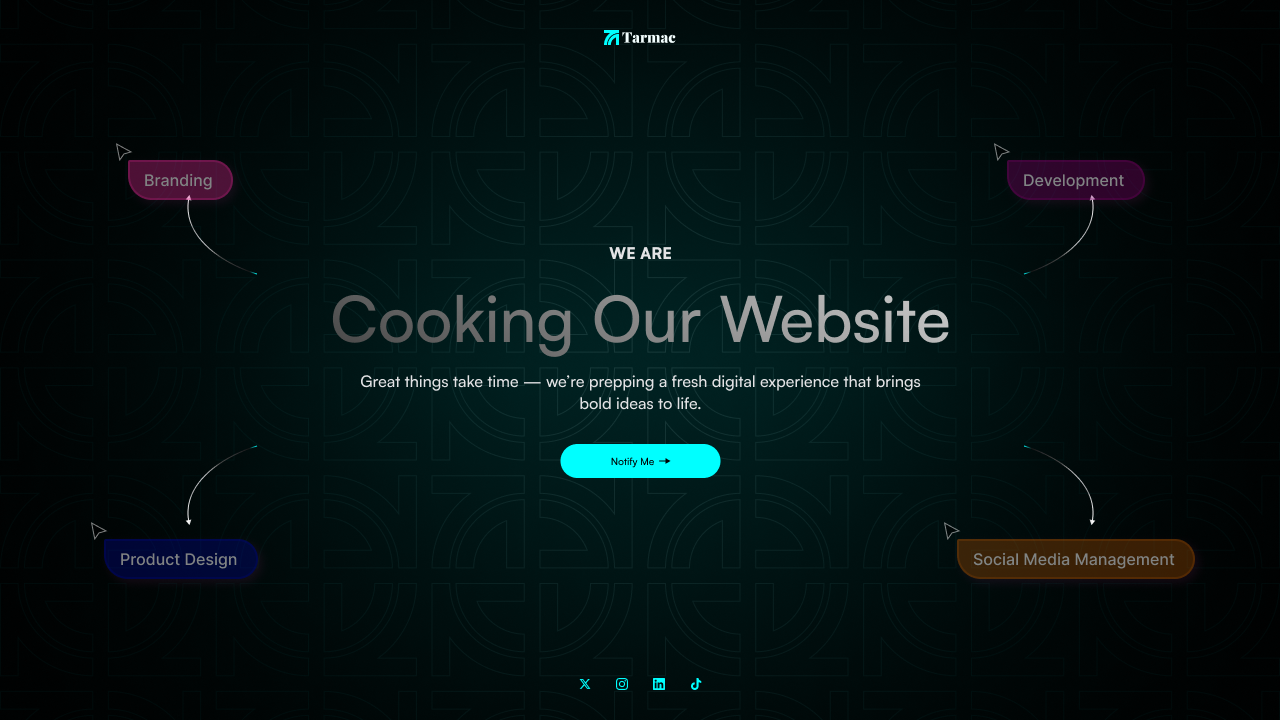 Tarmac
Branding
Development
WE ARE
Cooking Our Website
Great things take time — we’re prepping a fresh digital experience that brings
bold ideas to life.
Notify Me
Product Design
Social Media Management